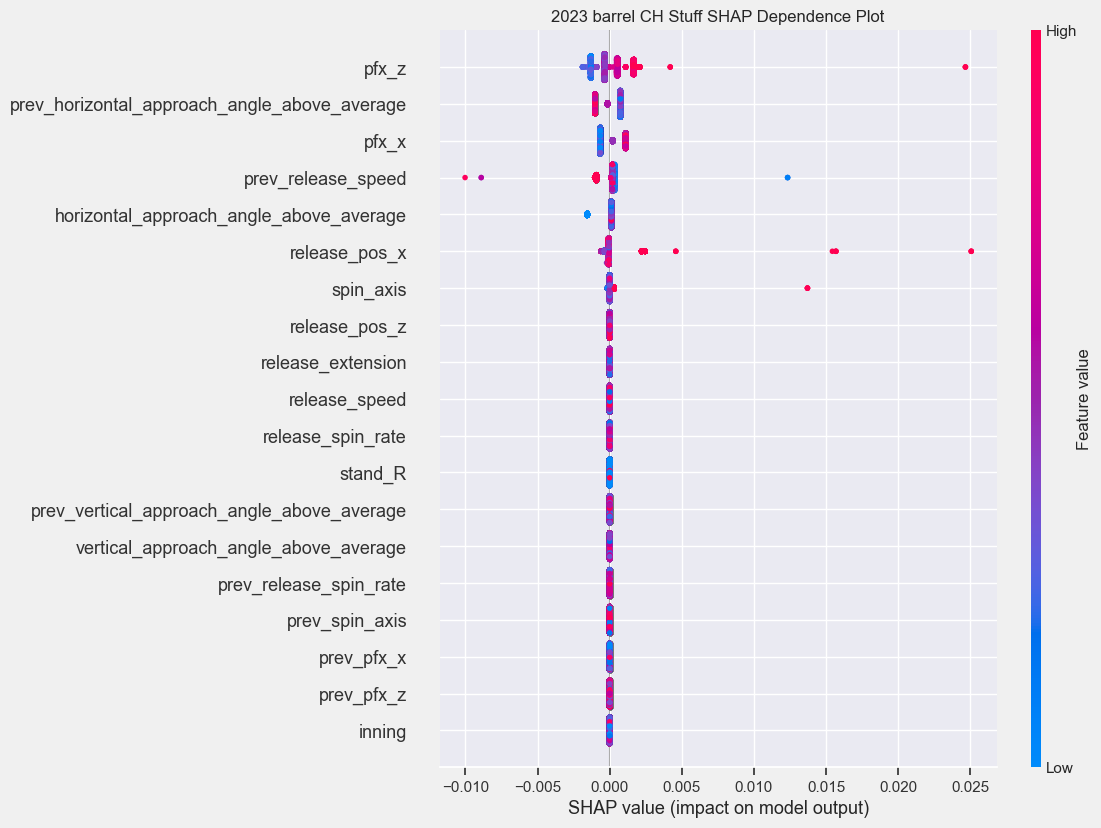 2023 barrel CH Stuff SHAP Dependence Plot
High
pfx_z
prev_horizontal_approach_angle_above_average
pfx_x
prev_release_speed
horizontal_approach_angle_above_average
release_pos_x
spin_axis
release_pos_z
release_extension
release_speed
release_spin_rate
stand_R
prev_vertical_approach_angle_above_average
vertical_approach_angle_above_average
prev_release_spin_rate
prev_spin_axis
prev_pfx_x
prev_pfx_z
inning
Feature value
Low
−0.010 −0.005 0.000 0.005 0.010 0.015 0.020 0.025
SHAP value (impact on model output)